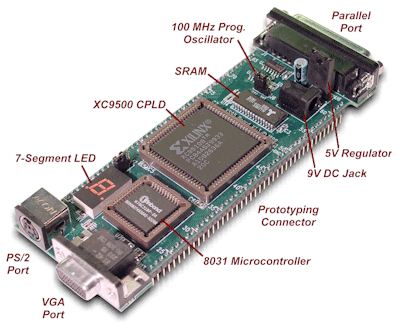 100 MHz Prog.
Oscillator
Parallel
Port
SRAM
XC9500 CPLD
XILINX
7-Segment LED
5V Regulator
9V DC Jack
Prototyping
Connector
8031 Microcontroller
PS/2
Port
VGA
Port